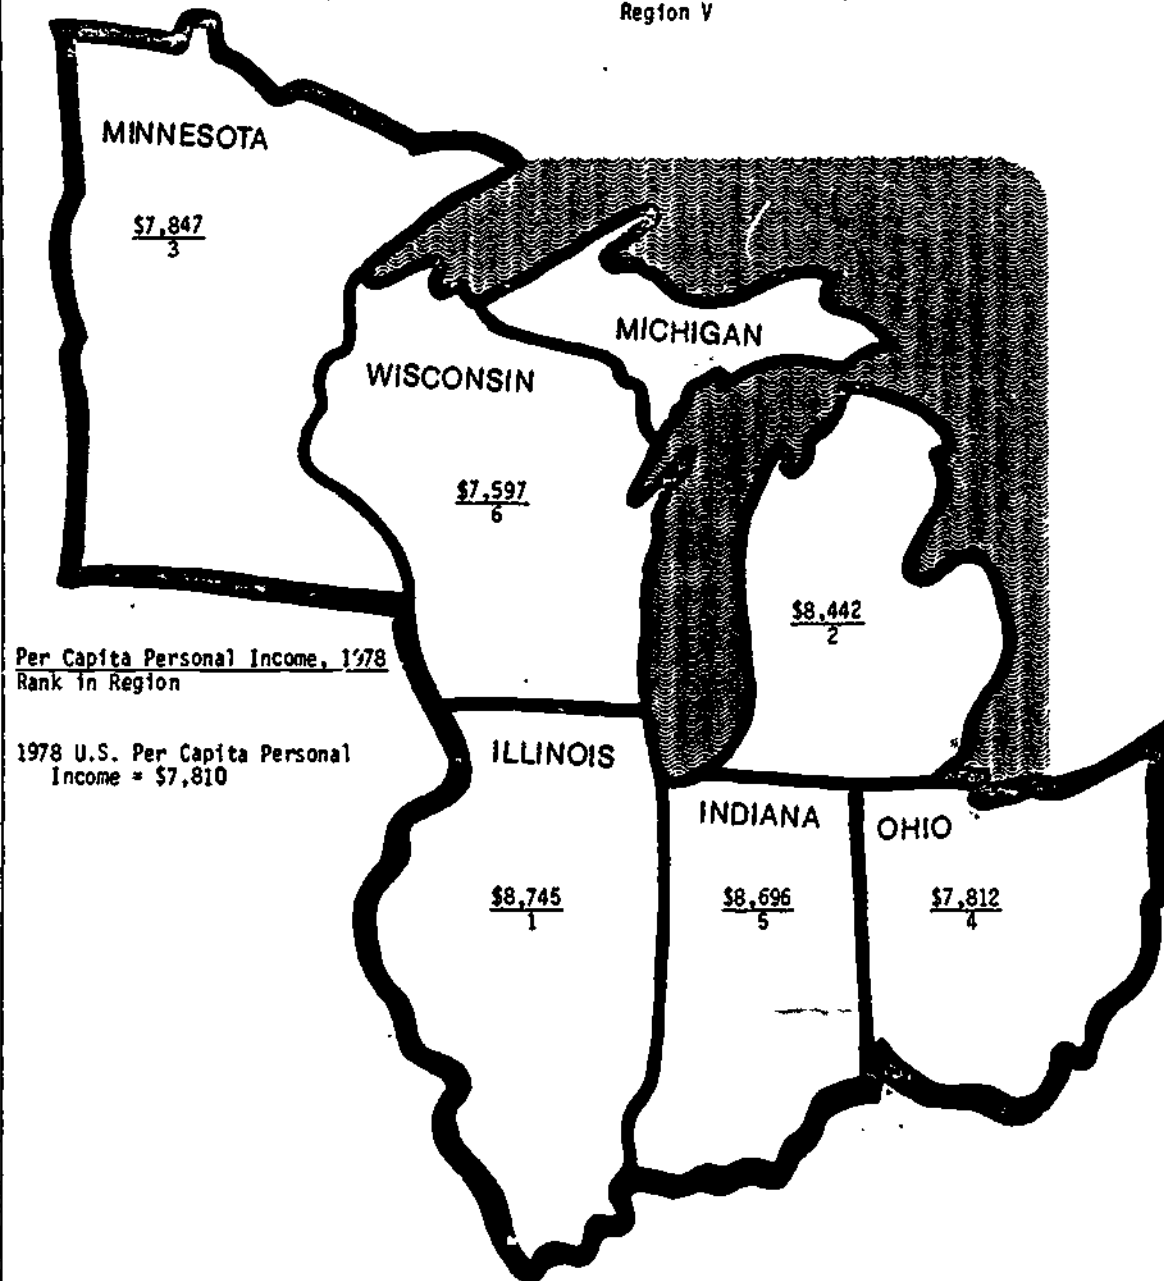 Region V
MINNESOTA
$7,847
3
MICHIGAN
WISCONSIN
$7,597
6
$8,442
2
Per Capita Personal Income, 1978
Rank in Region
1978 U.S. Per Capita Personal
Income = $7,810
ILLINOIS
INDIANA
OHIO
$8,745
1
$8,696
5
$7,812
4